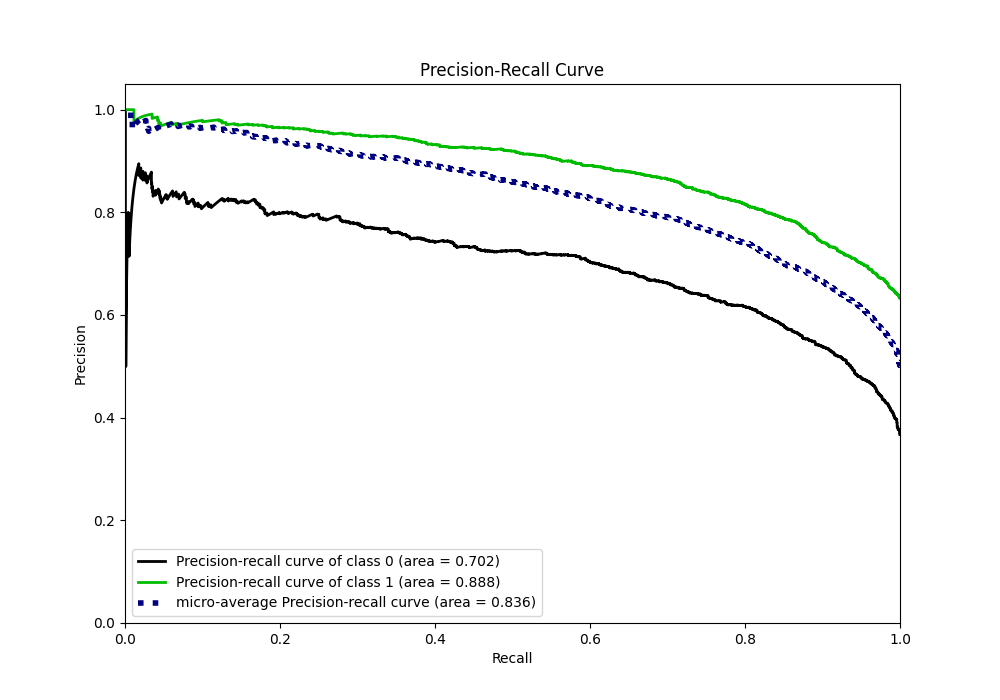 Precision-Recall Curve
1.0
0.8
0.6
0.4
0.2
0.0
Precision
Precision-recall curve of class 0 (area = 0.702)
Precision-recall curve of class 1 (area = 0.888)
micro-average Precision-recall curve (area = 0.836)
0.0 0.2 0.4 0.6 0.8 1.0
Recall